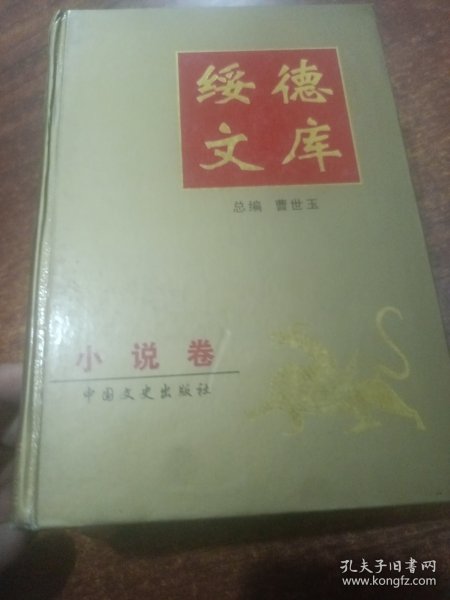 绥德
文库
总编 曹世玉
小说卷
中国文史出版社
孔夫子旧书网
www.kongfz.com